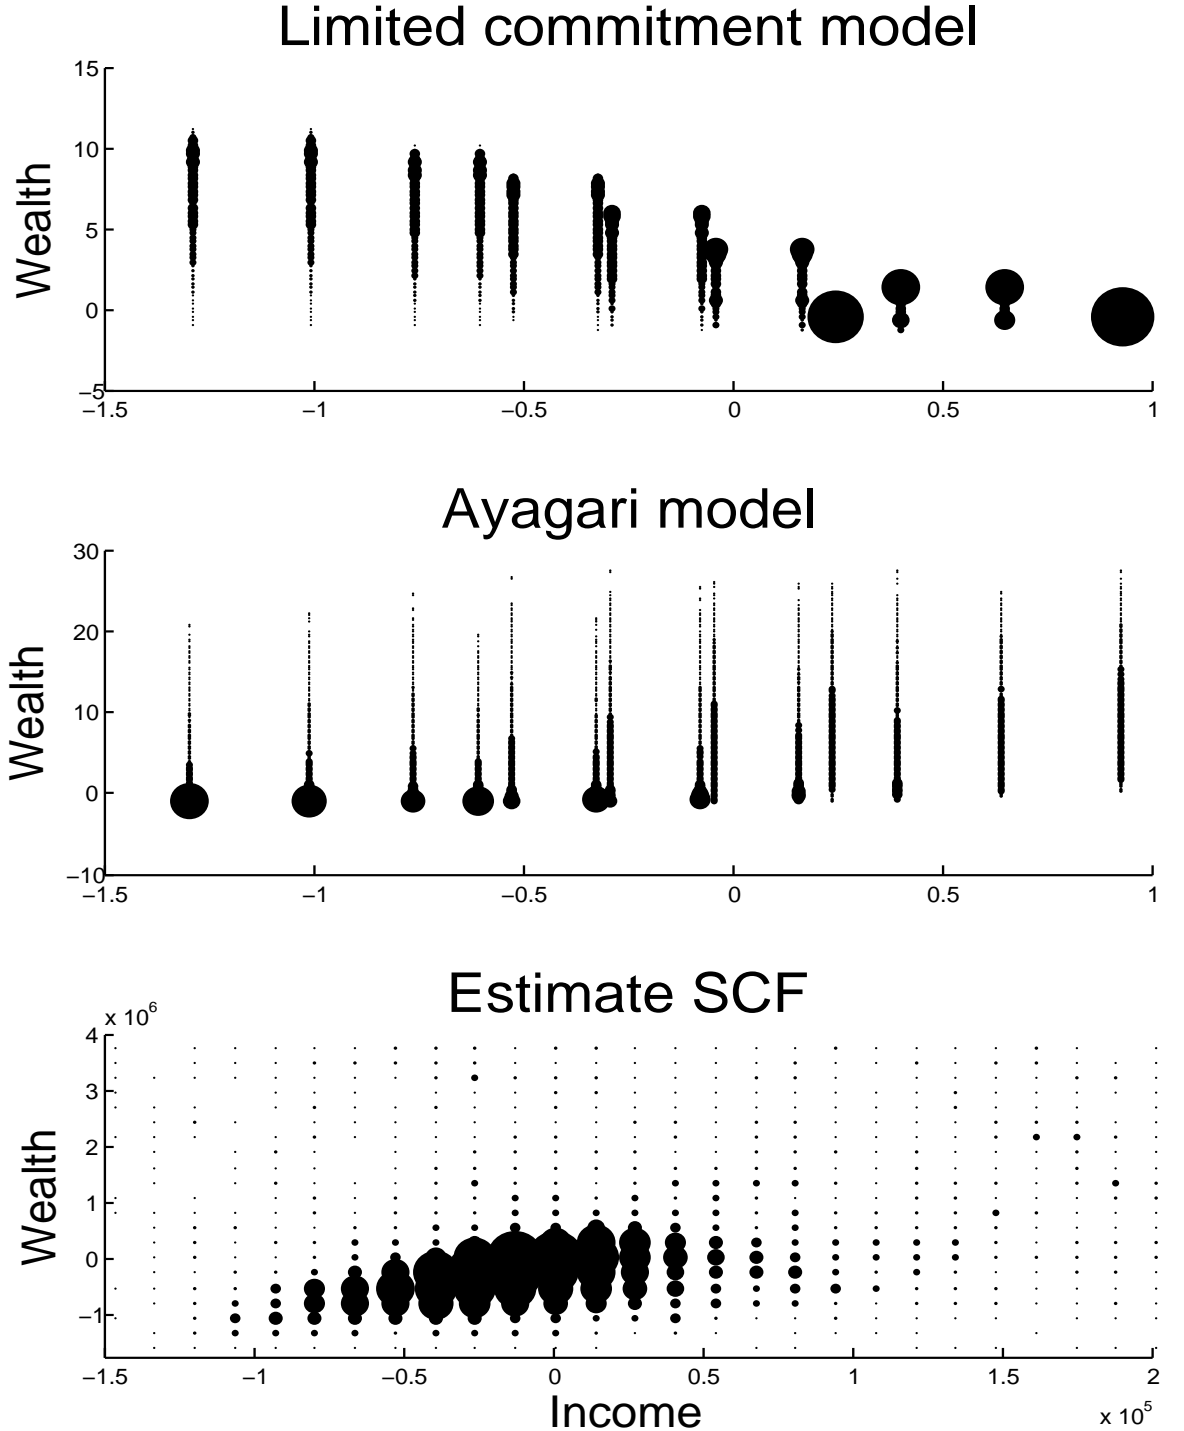 Limited commitment model
15
10
5
0
−5
Wealth
−1.5 −1 −0.5 0 0.5 1
Ayagari model
30
20
10
0
−10
Wealth
−1.5 −1 −0.5 0 0.5 1
Estimate SCF
x 10^6
4
3
2
1
0
−1
Wealth
−1.5 −1 −0.5 0 0.5 1 1.5 2
Income
x 10^5